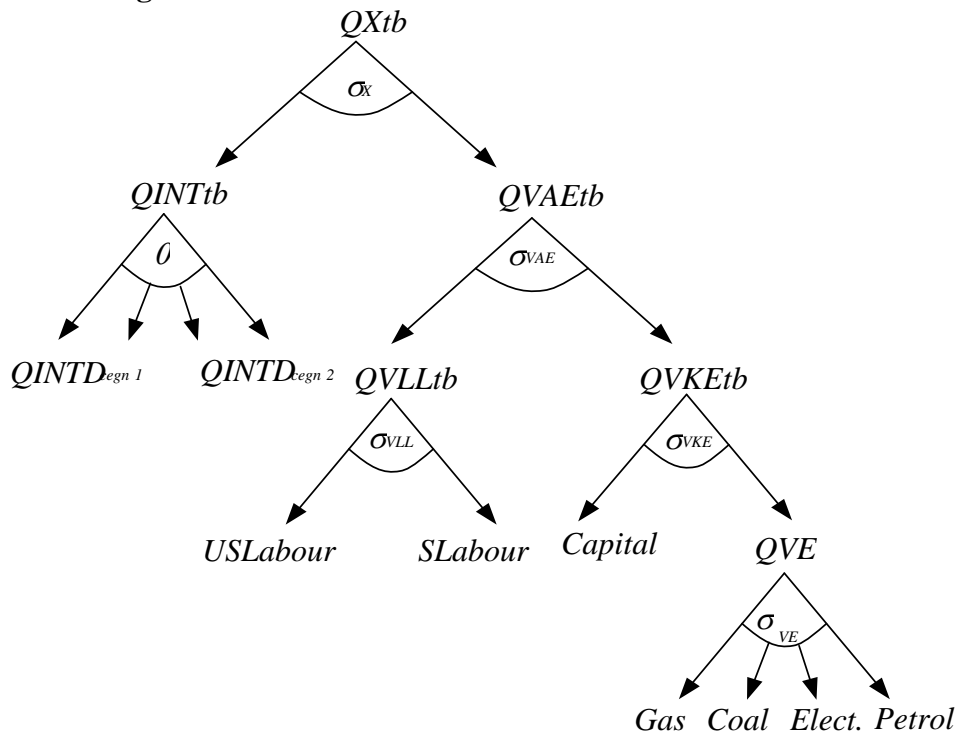 QXtb
σX
QINTtb
QVAEtb
0
σVAE
QINTDcegn 1
QINTDcegn 2
QVLLtb
QVKEtb
σVLL
σVKE
USLabour
SLabour
Capital
QVE
σVE
Gas
Coal
Elect.
Petrol